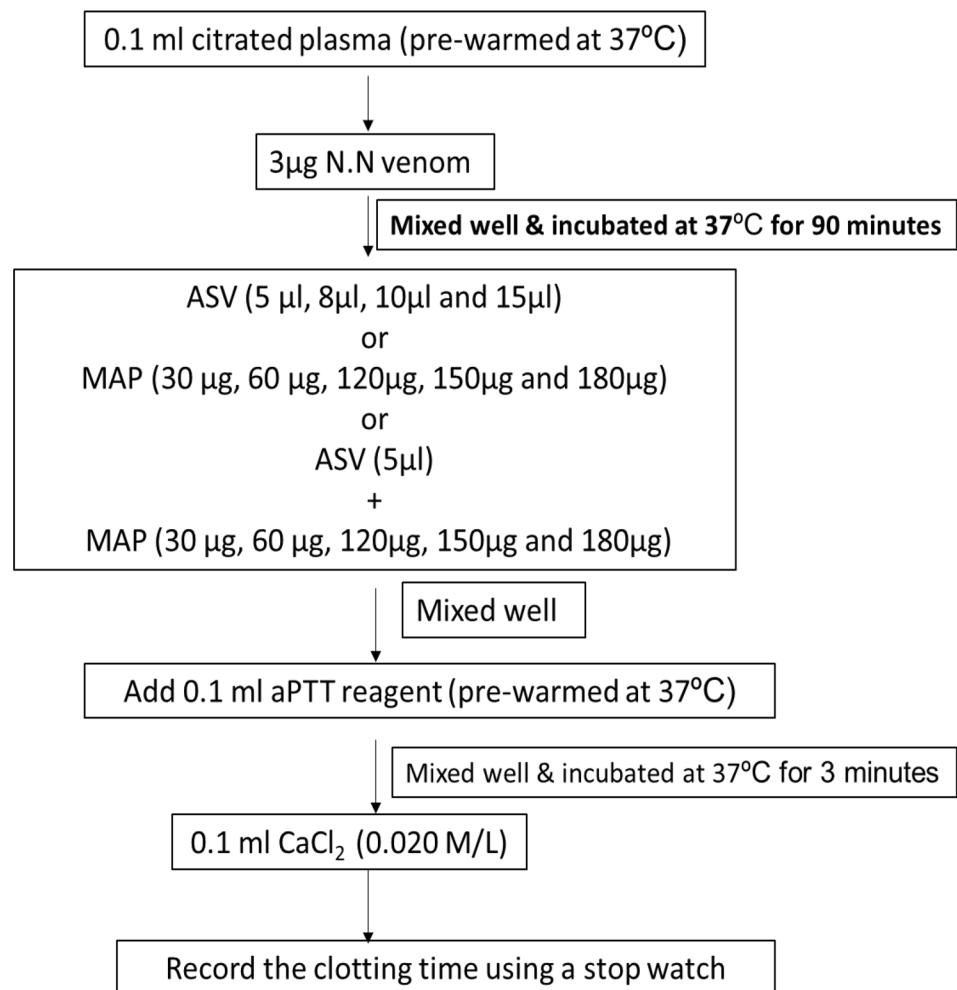 0.1 ml citrated plasma (pre-warmed at 37⁰C)
3µg N.N venom
Mixed well & incubated at 37⁰C for 90 minutes
ASV (5 µl, 8µl, 10µl and 15µl)
or
MAP (30 µg, 60 µg, 120µg, 150µg and 180µg)
or
ASV (5µl)
+
MAP (30 µg, 60 µg, 120µg, 150µg and 180µg)
Mixed well
Add 0.1 ml aPTT reagent (pre-warmed at 37⁰C)
Mixed well & incubated at 37⁰C for 3 minutes
0.1 ml CaCl₂ (0.020 M/L)
Record the clotting time using a stop watch